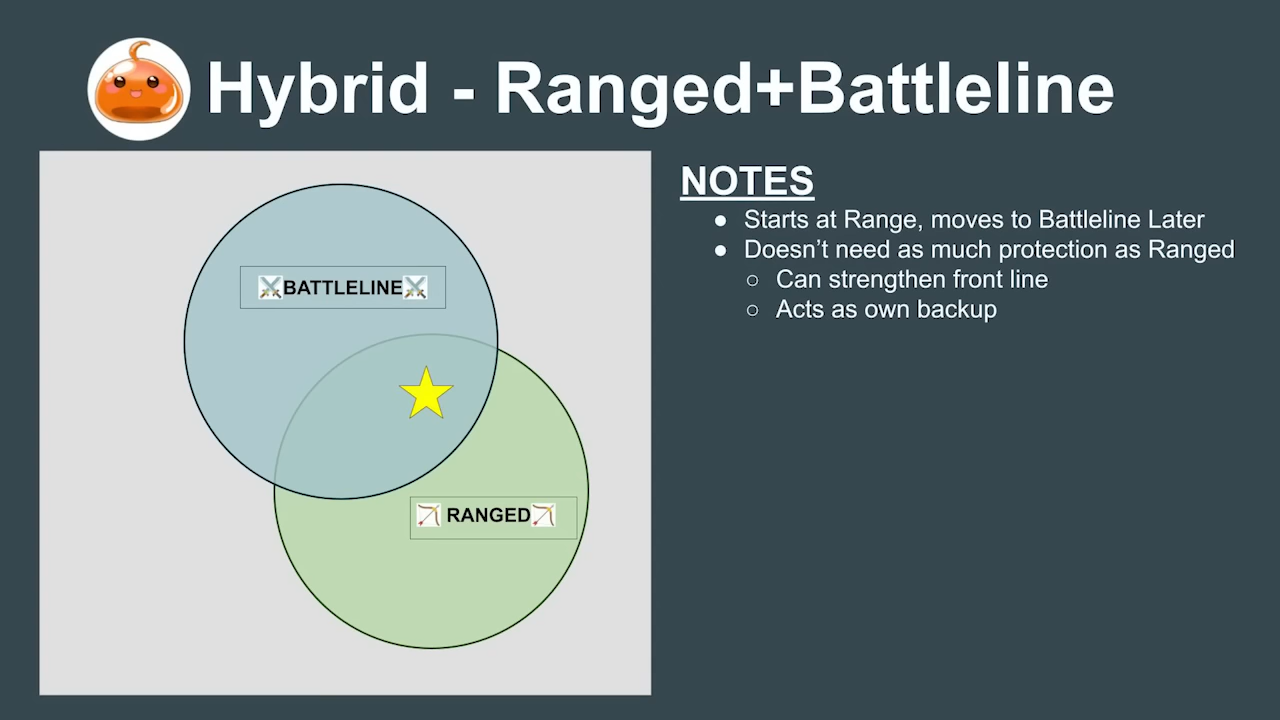 Hybrid - Ranged+Battleline
NOTES
● Starts at Range, moves to Battleline Later
● Doesn’t need as much protection as Ranged
○ Can strengthen front line
○ Acts as own backup
⚔️BATTLELINE⚔️
🏹 RANGED🏹